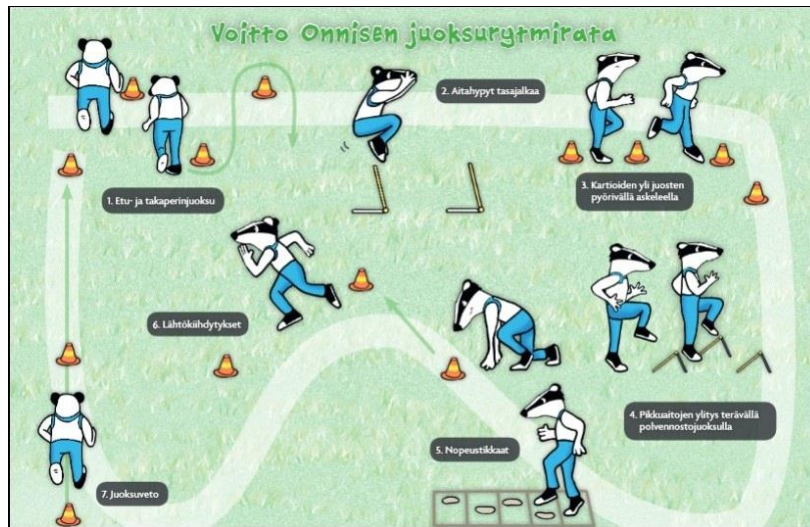 Voitto Onnisen juoksurytmirata
1. Etu- ja takaperinjuoksu
2. Aitahypyt tasajalkaa
3. Kartioiden yli juosten
pyörivällä askeleella
4. Pikkuaitojen ylitys terävällä
polvennostojuoksulla
5. Nopeustikkaat
6. Lähtökiihdytykset
7. Juoksuveto